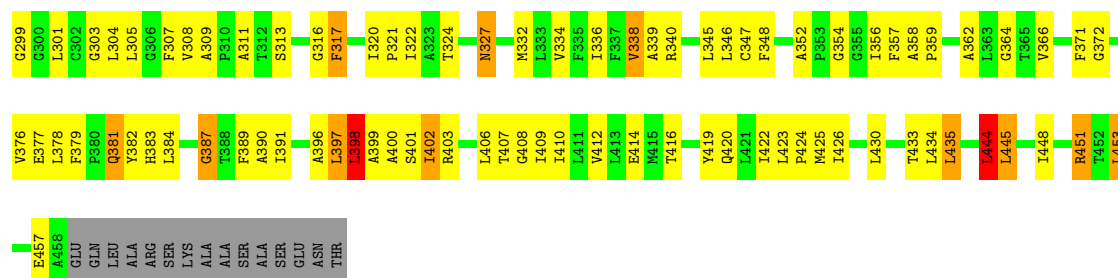 G299 G300 L301 C302 G303 L304 L305 G306 F307 V308 A309 P310 A311 T312 S313 G316 F317 I320 P321 I322 A323 T324 N327 M332 L333 V334 F335 I336 F337 V338 A339 R340 L345 L346 C347 F348 A352 P353 G354 G355 I356 F357 A358 P359 A362 L363 G364 T365 V366 F371 G372
V376 E377 L378 F379 P380 Q381 Y382 H383 L384 G387 T388 F389 A390 I391 A396 L397 L398 A399 A400 S401 I402 R403 L406 T407 G408 I409 I410 L411 V412 L413 E414 M415 T416 Y419 Q420 L421 I422 L423 P424 M425 I426 L430 T433 L434 L435 L444 L445 I448 R451 T452
E457 A458 GLU GLN LEU ALA ARG SER LYS ALA ALA SER ALA SER GLU ASN THR